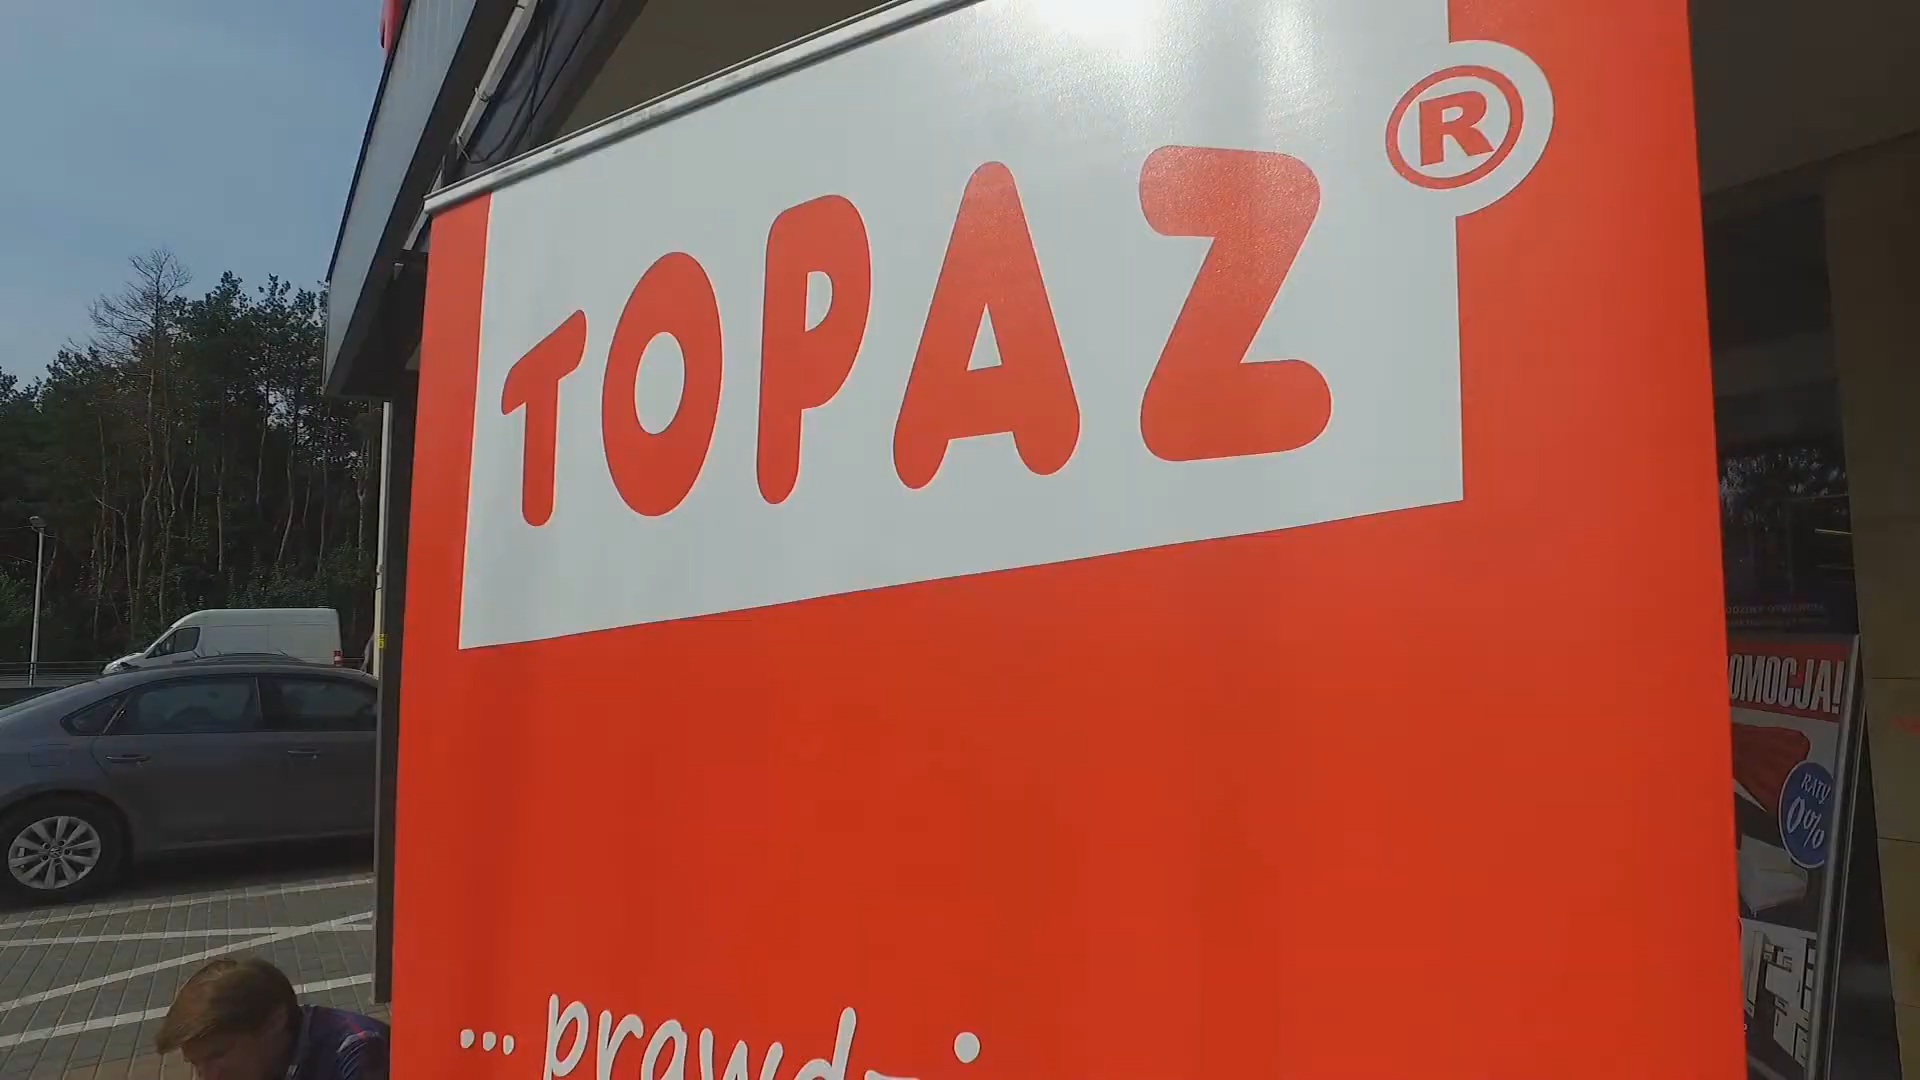 TOPAZ®
... prawdzi
OMOCJA!
RATY
0%